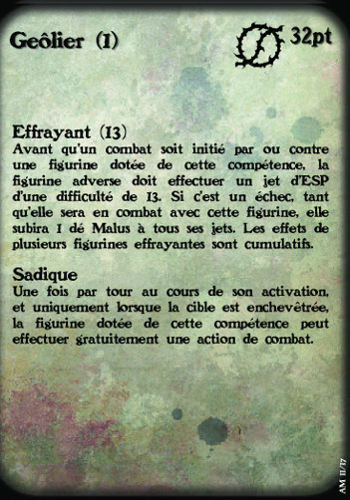 Geôlier (1)
32pt
Effrayant (13)
Avant qu'un combat soit initié par ou contre
une figurine dotée de cette compétence, la
figurine adverse doit effectuer un jet d'ESP
d'une difficulté de 13. Si c'est un échec, tant
qu'elle sera en combat avec cette figurine, elle
subira 1 dé Malus à tous ses jets. Les effets de
plusieurs figurines effrayantes sont cumulatifs.
Sadique
Une fois par tour au cours de son activation,
et uniquement lorsque la cible est enchevêtrée,
la figurine dotée de cette compétence peut
effectuer gratuitement une action de combat.
AM 11/17